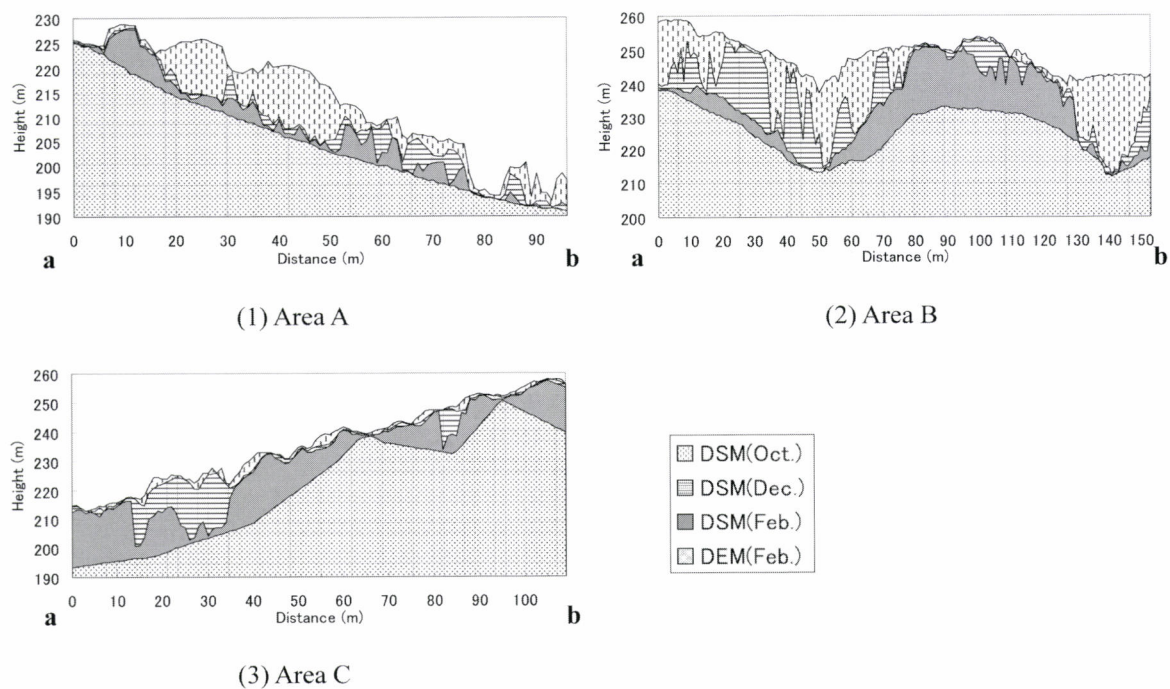 Height (m)
230
225
220
215
210
205
200
195
190
0 10 20 30 40 50 60 70 80 90
a Distance (m) b
(1) Area A
Height (m)
260
250
240
230
220
210
200
0 10 20 30 40 50 60 70 80 90 100 110 120 130 140 150
a Distance (m) b
(2) Area B
Height (m)
260
250
240
230
220
210
200
190
0 10 20 30 40 50 60 70 80 90 100
a Distance (m) b
(3) Area C
DSM(Oct.)
DSM(Dec.)
DSM(Feb.)
DEM(Feb.)